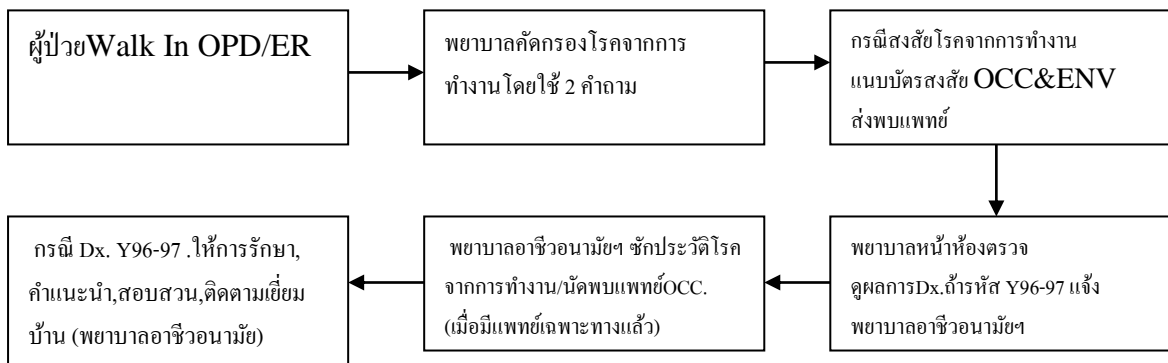 ผู้ป่วยWalk In OPD/ER
พยาบาลคัดกรองโรคจากการ
ทำงานโดยใช้ 2 คำถาม
กรณีสงสัยโรคจากการทำงาน
แนบบัตรสงสัย OCC&ENV
ส่งพบแพทย์
พยาบาลหน้าห้องตรวจ
ดูผลการDx.ถ้ารหัส Y96-97 แจ้ง
พยาบาลอาชีวอนามัยฯ
พยาบาลอาชีวอนามัยฯ ซักประวัติโรค
จากการทำงาน/นัดพบแพทย์OCC.
(เมื่อมีแพทย์เฉพาะทางแล้ว)
กรณี Dx. Y96-97 .ให้การรักษา,
คำแนะนำ,สอบสวน,ติดตามเยี่ยม
บ้าน (พยาบาลอาชีวอนามัย)